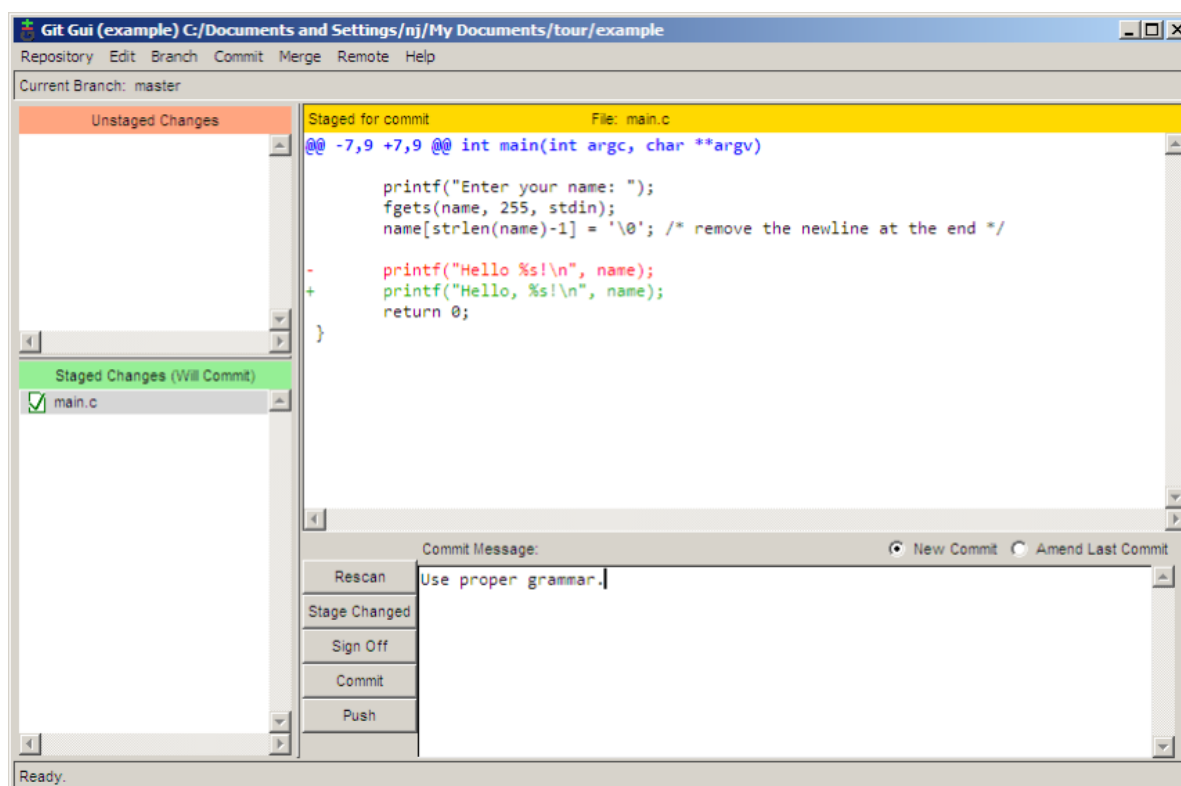 Git Gui (example) C:/Documents and Settings/nj/My Documents/tour/example
Repository Edit Branch Commit Merge Remote Help
Current Branch: master
Unstaged Changes
Staged for commit File: main.c
@@ -7,9 +7,9 @@ int main(int argc, char **argv)
printf("Enter your name: ");
fgets(name, 255, stdin);
name[strlen(name)-1] = '\0'; /* remove the newline at the end */
- printf("Hello %s!\n", name);
+ printf("Hello, %s!\n", name);
return 0;
}
Staged Changes (Will Commit)
main.c
Commit Message: New Commit Amend Last Commit
Rescan
Stage Changed
Sign Off
Commit
Push
Use proper grammar.
Ready.